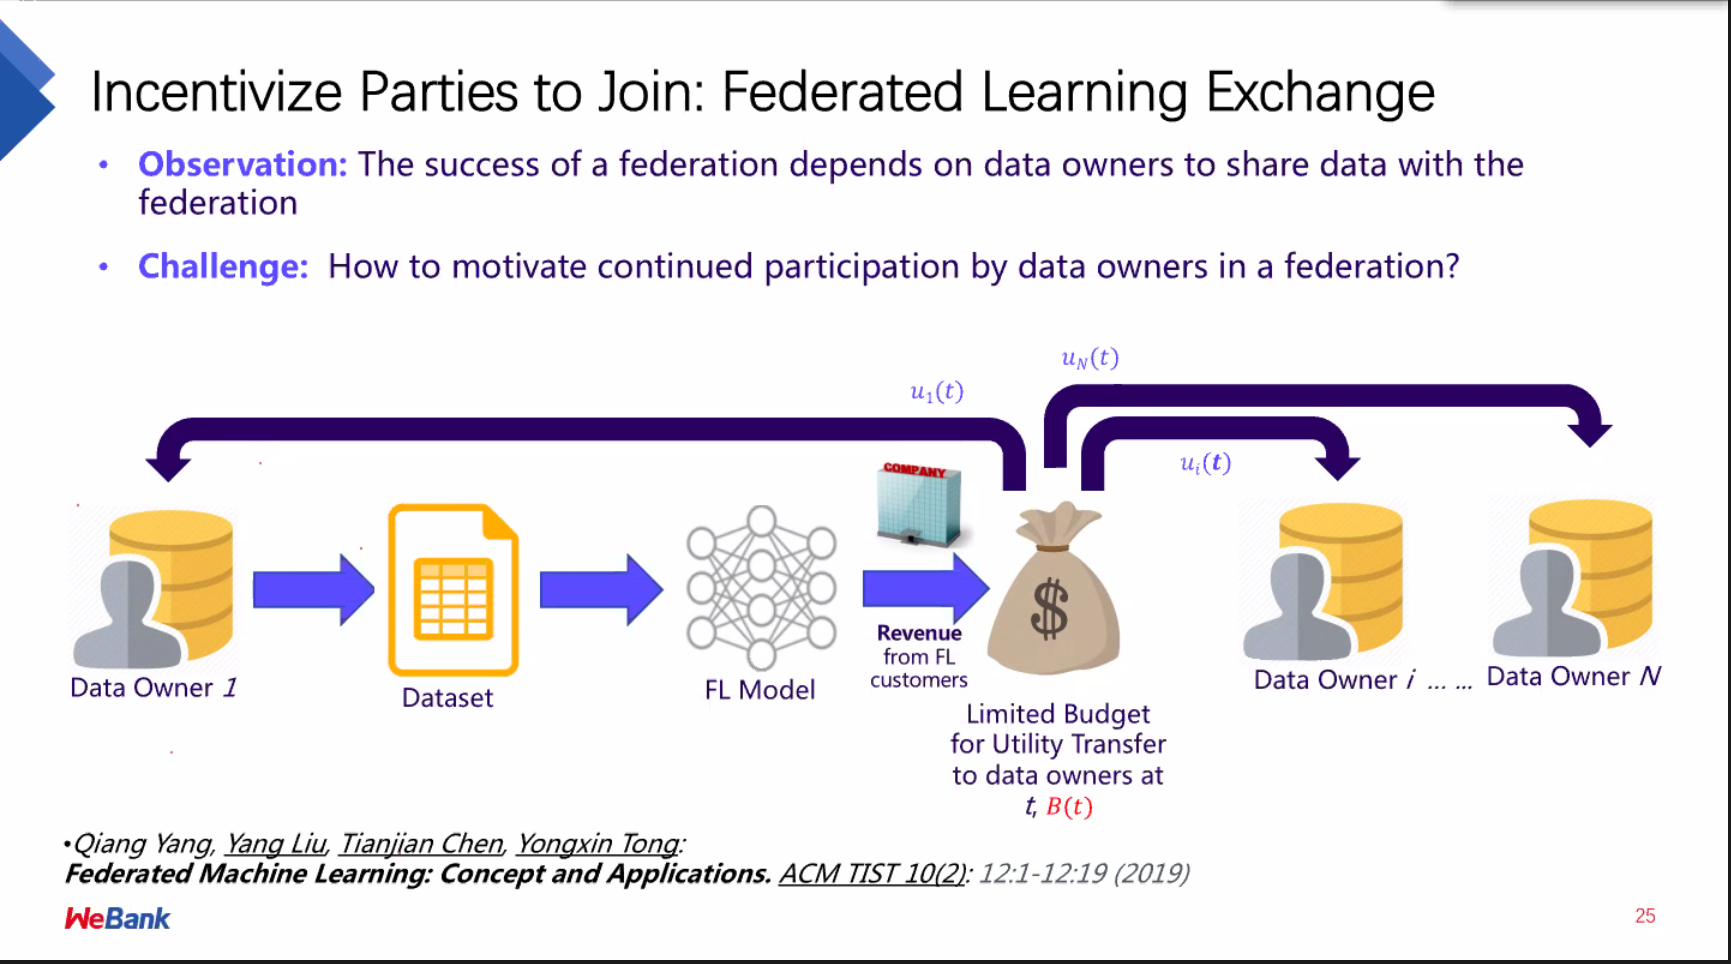 Incentivize Parties to Join: Federated Learning Exchange
• Observation: The success of a federation depends on data owners to share data with the
federation
• Challenge: How to motivate continued participation by data owners in a federation?
u_N(t)
u_1(t)
u_i(t)
COMPANY
$
Revenue
from FL
customers
Data Owner 1
Dataset
FL Model
Data Owner i ... ...
Data Owner N
Limited Budget
for Utility Transfer
to data owners at
t, B(t)
•Qiang Yang, Yang Liu, Tianjian Chen, Yongxin Tong:
Federated Machine Learning: Concept and Applications. ACM TIST 10(2): 12:1-12:19 (2019)
WeBank
25